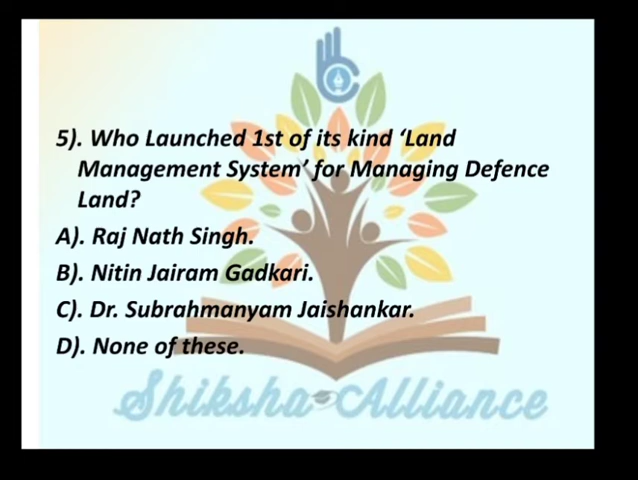 5). Who Launched 1st of its kind ‘Land
Management System’ for Managing Defence
Land?
A). Raj Nath Singh.
B). Nitin Jairam Gadkari.
C). Dr. Subrahmanyam Jaishankar.
D). None of these.
Shiksha Alliance